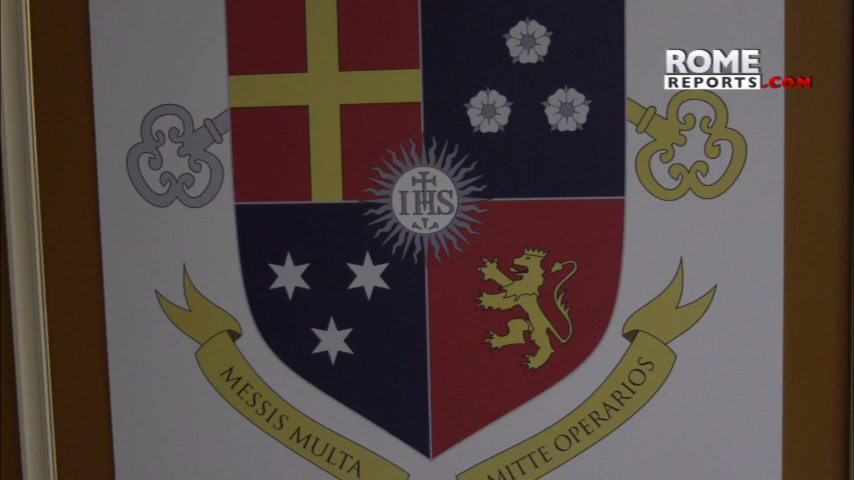 ROME
REPORTS.COM
IHS
MESSIS MULTA
MITTE OPERARIOS